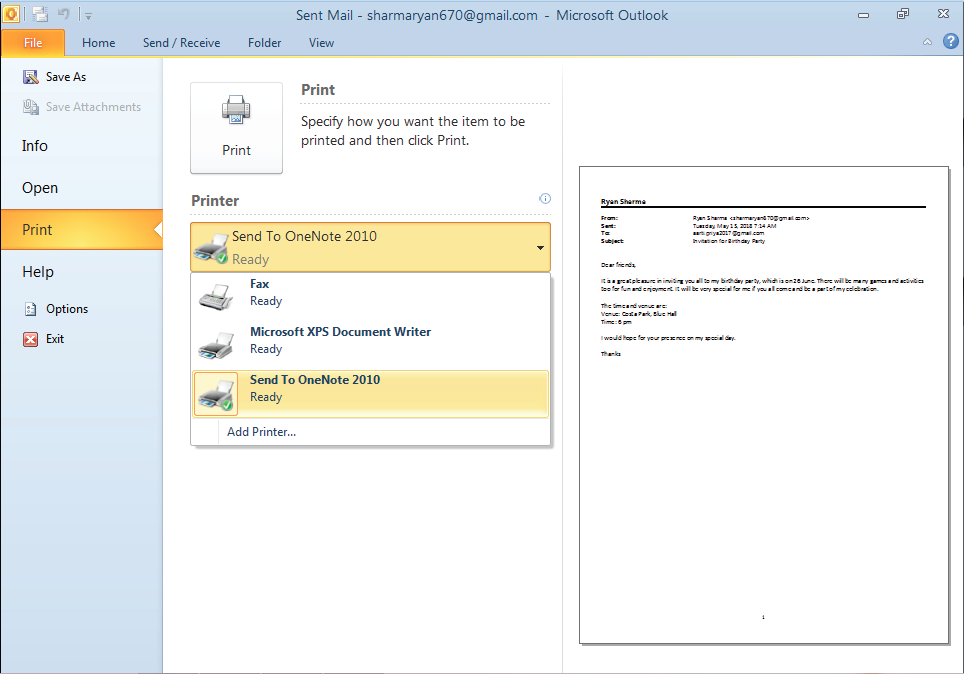 Sent Mail - sharmaryan670@gmail.com - Microsoft Outlook
File Home Send / Receive Folder View
Save As
Save Attachments
Info
Open
Print
Help
Options
Exit
Print
Print
Specify how you want the item to be
printed and then click Print.
Printer
Send To OneNote 2010
Ready
Fax
Ready
Microsoft XPS Document Writer
Ready
Send To OneNote 2010
Ready
Add Printer...
Ryan Sharma
From: Ryan Sharma <sharmaryan670@gmail.com>
Sent: Tuesday, May 15, 2018 7:14 AM
To: aarti.priya2017@gmail.com
Subject: Invitation for Birthday Party
Dear friends,
It is a great pleasure in inviting you all to my birthday party, which is on 26 June. There will be many games and activities
too for fun and enjoyment. It will be very special for me if you all come and be a part of my celebration.
The time and venue are:
Venue: Costa Park, Blue Hall
Time: 6 pm
I would hope for your presence on my special day.
Thanks
1